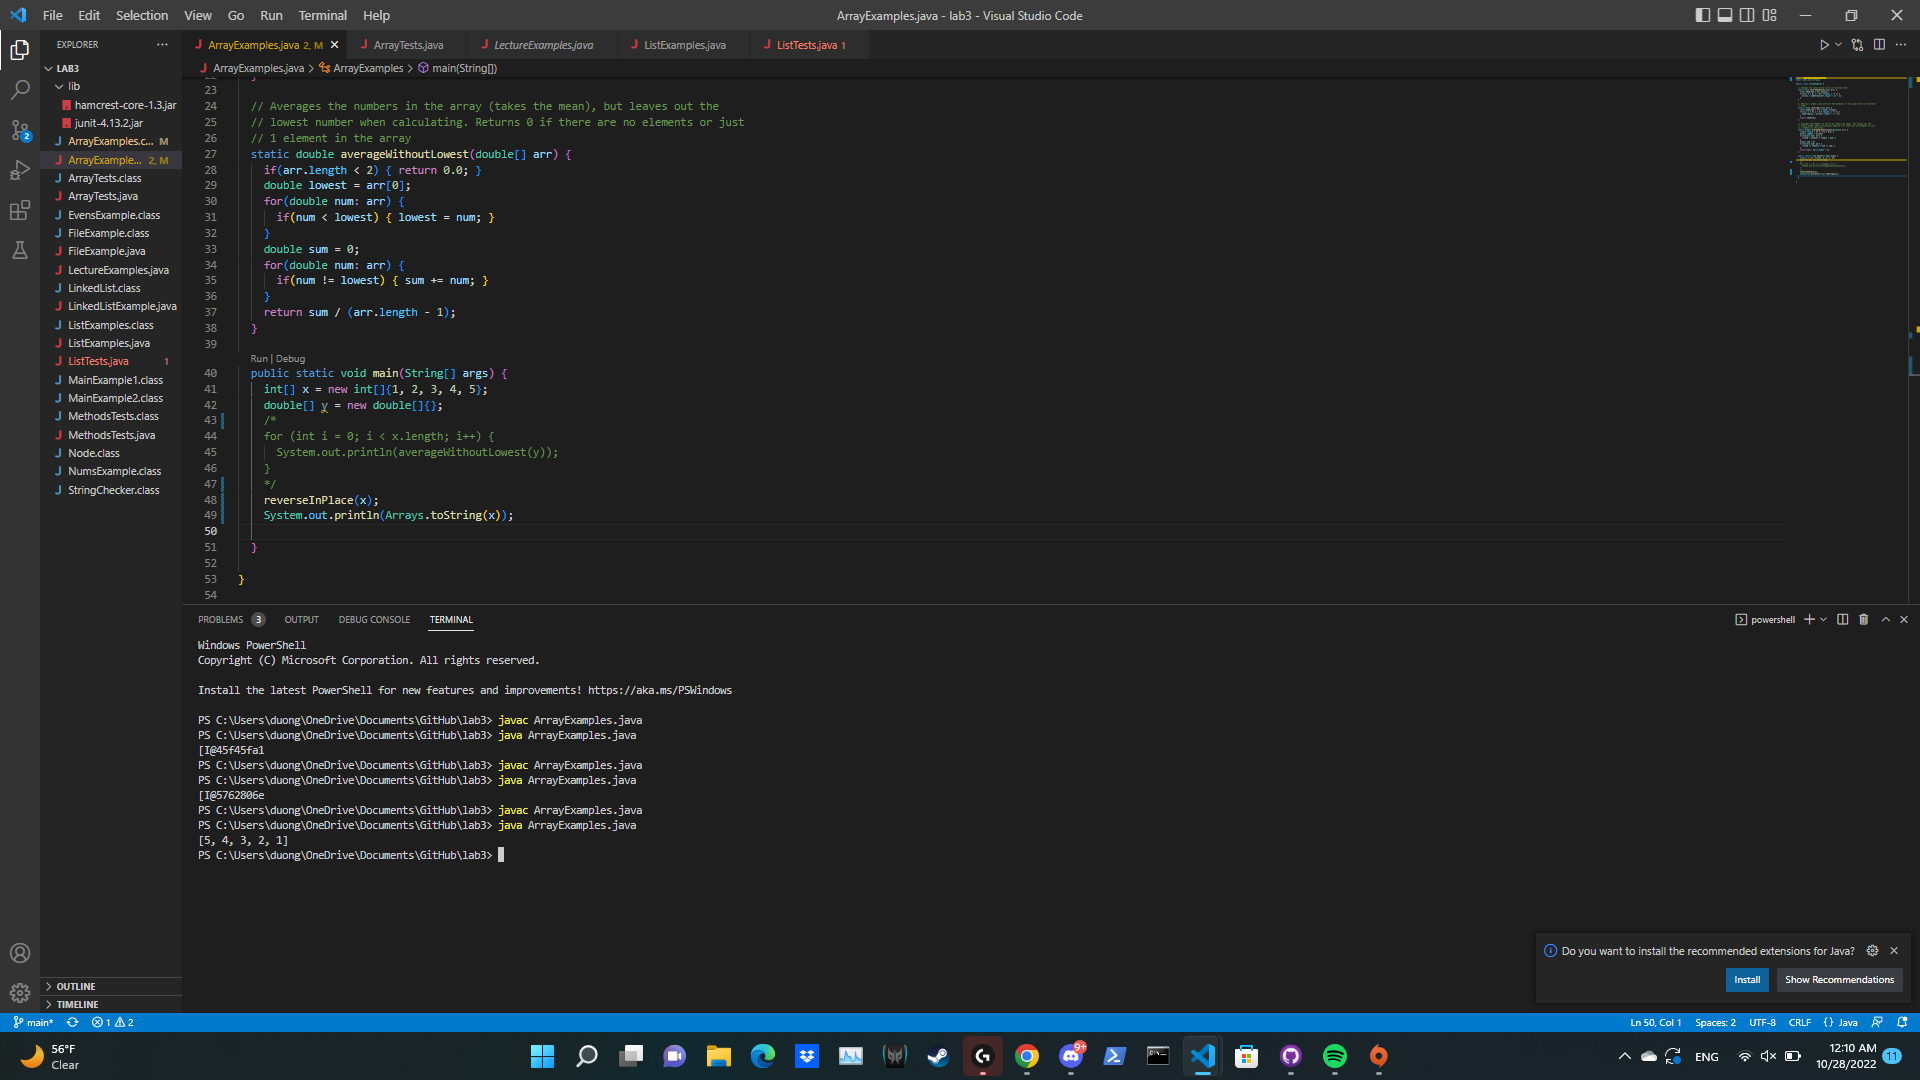 File Edit Selection View Go Run Terminal Help
ArrayExamples.java - lab3 - Visual Studio Code
EXPLORER
LAB3
lib
hamcrest-core-1.3.jar
junit-4.13.2.jar
ArrayExamples.c... M
ArrayExample... 2, M
ArrayTests.class
ArrayTests.java
EvensExample.class
FileExample.class
FileExample.java
LectureExamples.java
LinkedList.class
LinkedListExample.java
ListExamples.class
ListExamples.java
ListTests.java 1
MainExample1.class
MainExample2.class
MethodsTests.class
MethodsTests.java
Node.class
NumsExample.class
StringChecker.class
OUTLINE
TIMELINE
ArrayExamples.java 2, M
ArrayTests.java
LectureExamples.java
ListExamples.java
ListTests.java 1
ArrayExamples.java > ArrayExamples > main(String[])
23
24 // Averages the numbers in the array (takes the mean), but leaves out the
25 // lowest number when calculating. Returns 0 if there are no elements or just
26 // 1 element in the array
27 static double averageWithoutLowest(double[] arr) {
28 if(arr.length < 2) { return 0.0; }
29 double lowest = arr[0];
30 for(double num: arr) {
31 if(num < lowest) { lowest = num; }
32 }
33 double sum = 0;
34 for(double num: arr) {
35 if(num != lowest) { sum += num; }
36 }
37 return sum / (arr.length - 1);
38 }
39
Run | Debug
40 public static void main(String[] args) {
41 int[] x = new int[]{1, 2, 3, 4, 5};
42 double[] y = new double[]{};
43 /*
44 for (int i = 0; i < x.length; i++) {
45 System.out.println(averageWithoutLowest(y));
46 }
47 */
48 reverseInPlace(x);
49 System.out.println(Arrays.toString(x));
50
51 }
52
53 }
54
PROBLEMS 3 OUTPUT DEBUG CONSOLE TERMINAL
powershell
Windows PowerShell
Copyright (C) Microsoft Corporation. All rights reserved.
Install the latest PowerShell for new features and improvements! https://aka.ms/PSWindows
PS C:\Users\duong\OneDrive\Documents\GitHub\lab3> javac ArrayExamples.java
PS C:\Users\duong\OneDrive\Documents\GitHub\lab3> java ArrayExamples.java
[I@45f45fa1
PS C:\Users\duong\OneDrive\Documents\GitHub\lab3> javac ArrayExamples.java
PS C:\Users\duong\OneDrive\Documents\GitHub\lab3> java ArrayExamples.java
[I@5762806e
PS C:\Users\duong\OneDrive\Documents\GitHub\lab3> javac ArrayExamples.java
PS C:\Users\duong\OneDrive\Documents\GitHub\lab3> java ArrayExamples.java
[5, 4, 3, 2, 1]
PS C:\Users\duong\OneDrive\Documents\GitHub\lab3>
Do you want to install the recommended extensions for Java?
Install
Show Recommendations
main* 1 2
Ln 50, Col 1 Spaces: 2 UTF-8 CRLF {} Java
2
56°F
Clear
9+
ENG
12:10 AM
10/28/2022
11